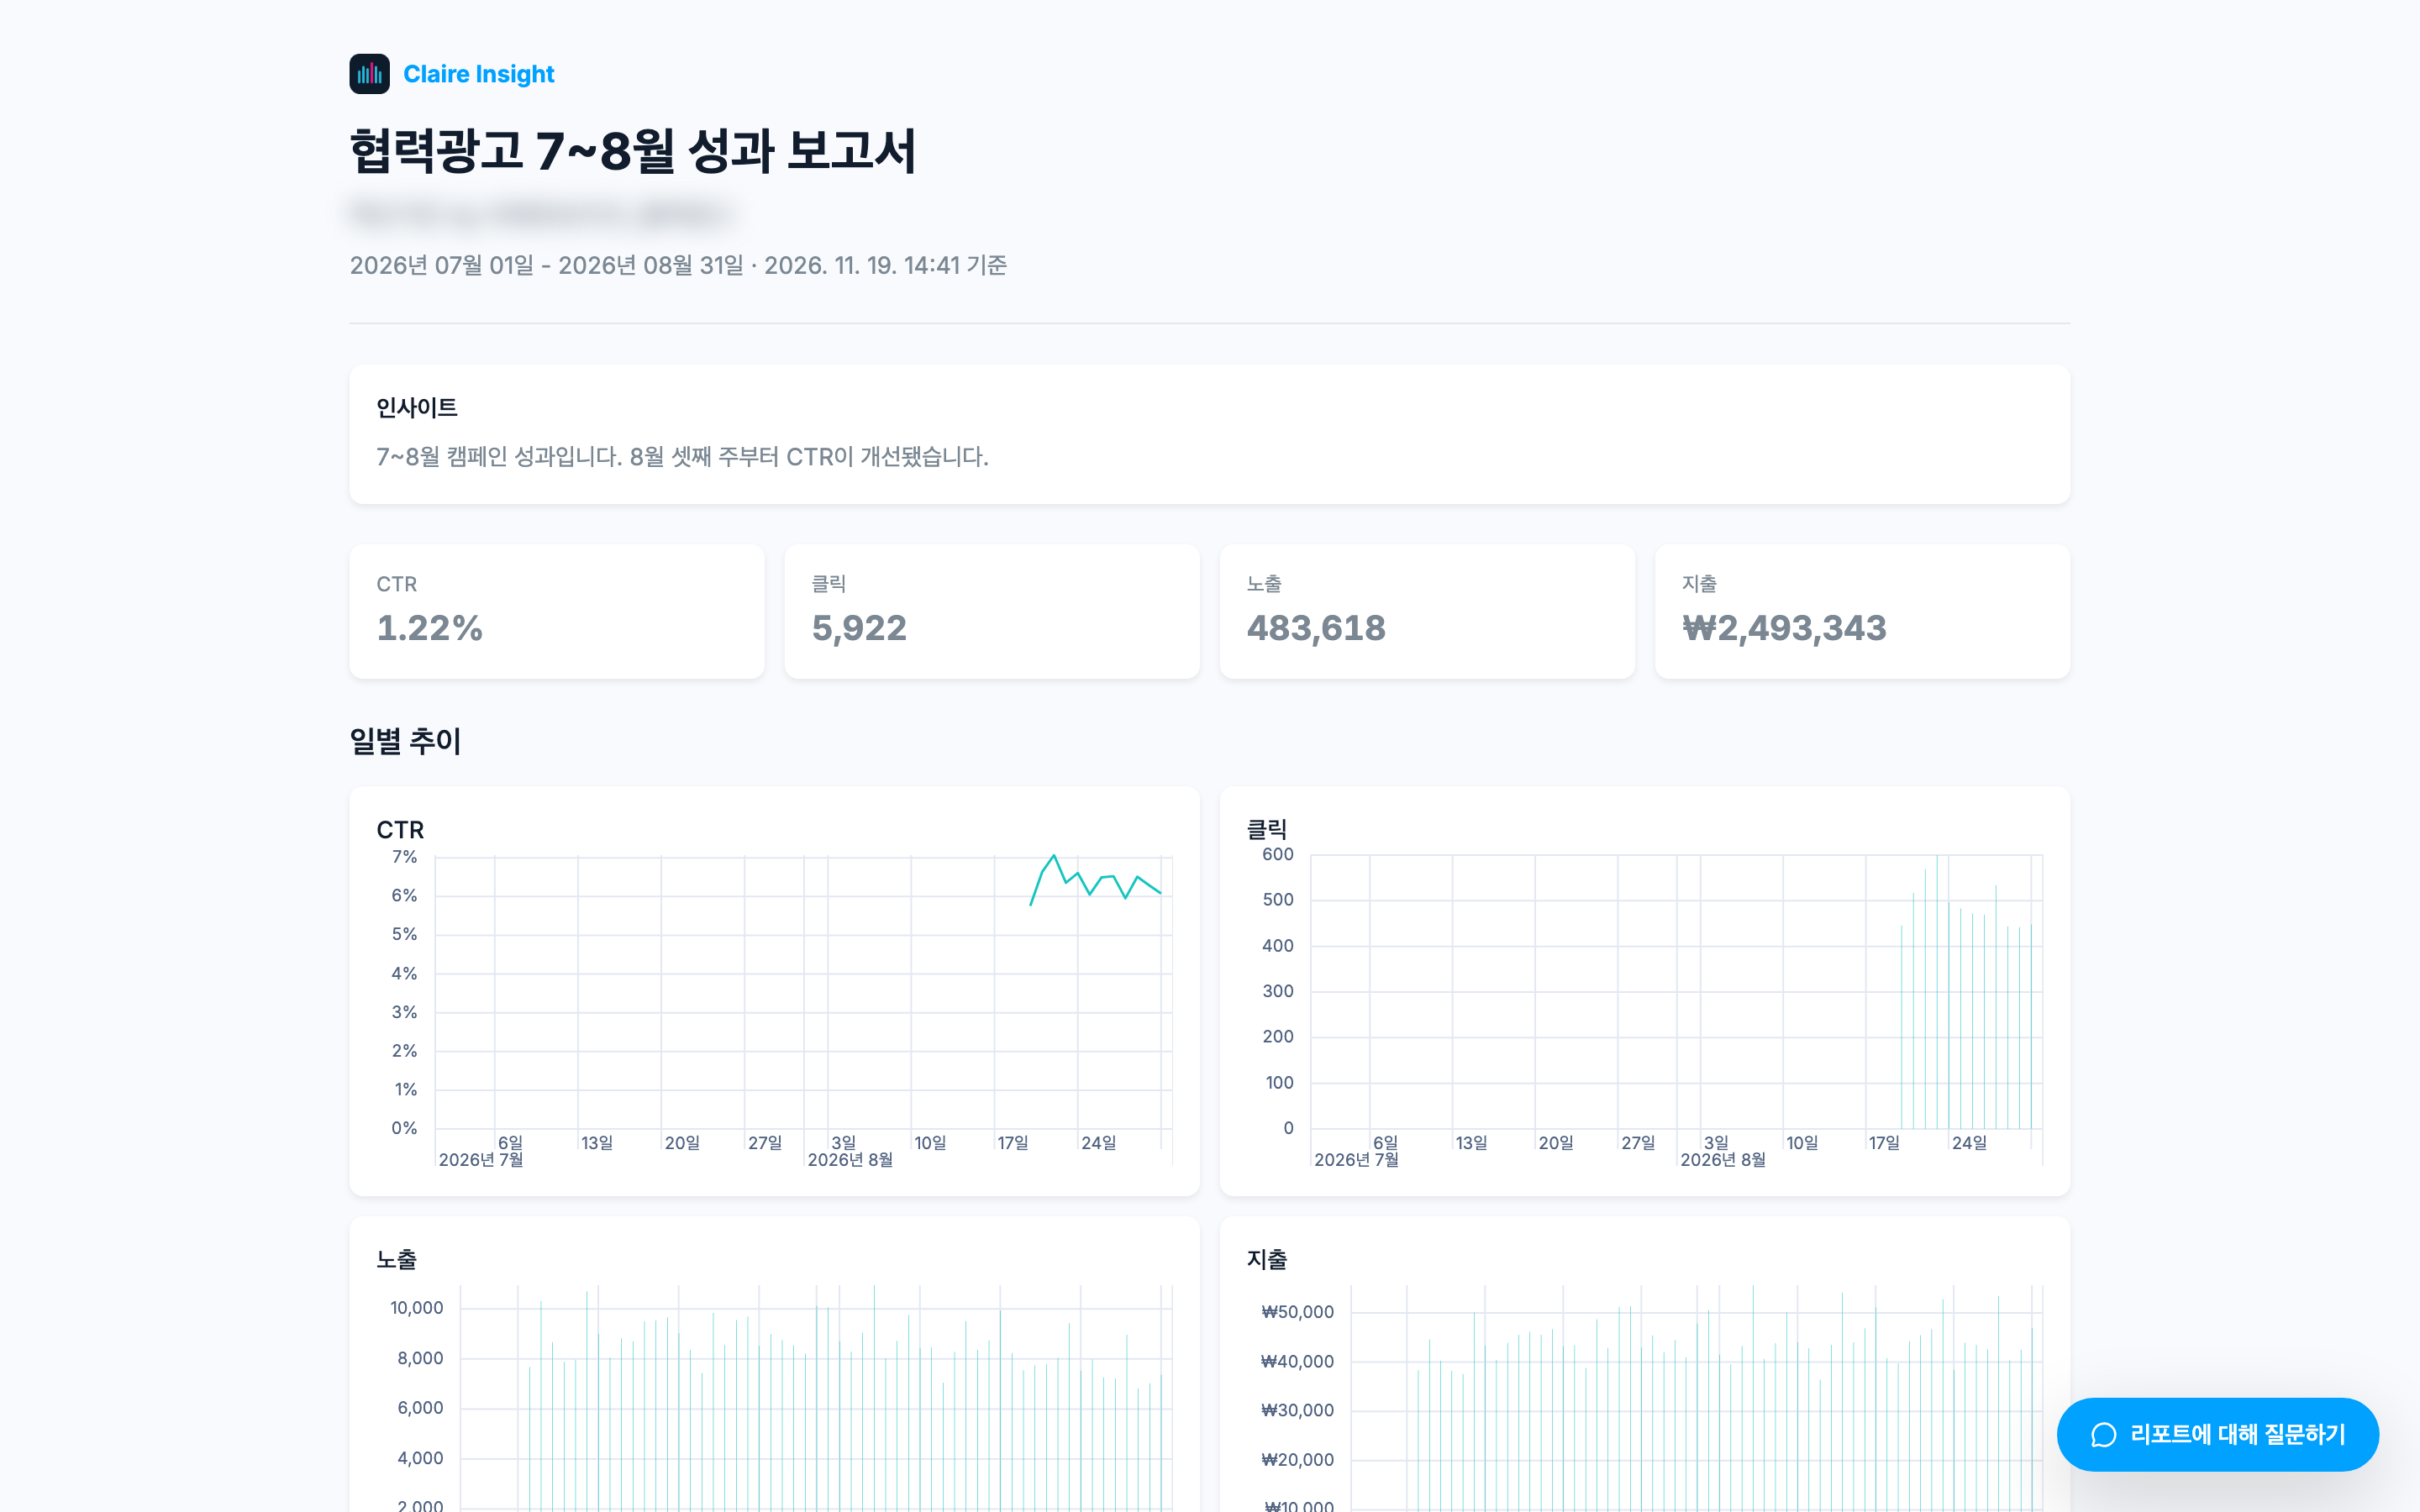 Claire Insight
협력광고 7~8월 성과 보고서
2026년 07월 01일 - 2026년 08월 31일 · 2026. 11. 19. 14:41 기준
인사이트
7~8월 캠페인 성과입니다. 8월 셋째 주부터 CTR이 개선됐습니다.
CTR
1.22%
클릭
5,922
노출
483,618
지출
₩2,493,343
일별 추이
CTR
7%
6%
5%
4%
3%
2%
1%
0%
6일 13일 20일 27일 3일 10일 17일 24일
2026년 7월 2026년 8월
클릭
600
500
400
300
200
100
0
6일 13일 20일 27일 3일 10일 17일 24일
2026년 7월 2026년 8월
노출
10,000
8,000
6,000
4,000
2,000
지출
₩50,000
₩40,000
₩30,000
₩20,000
₩10,000
리포트에 대해 질문하기